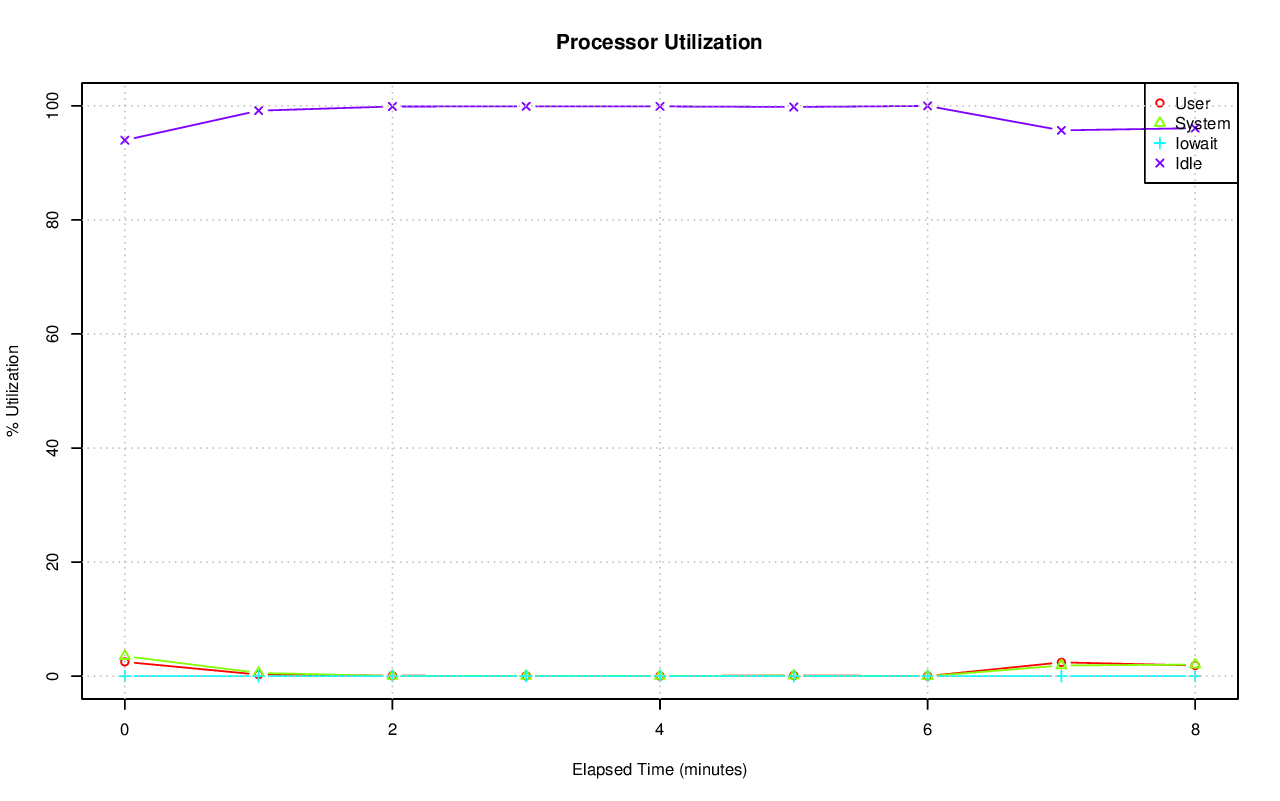 Processor Utilization
100
80
60
40
20
0
% Utilization
User
System
Iowait
Idle
0 2 4 6 8
Elapsed Time (minutes)